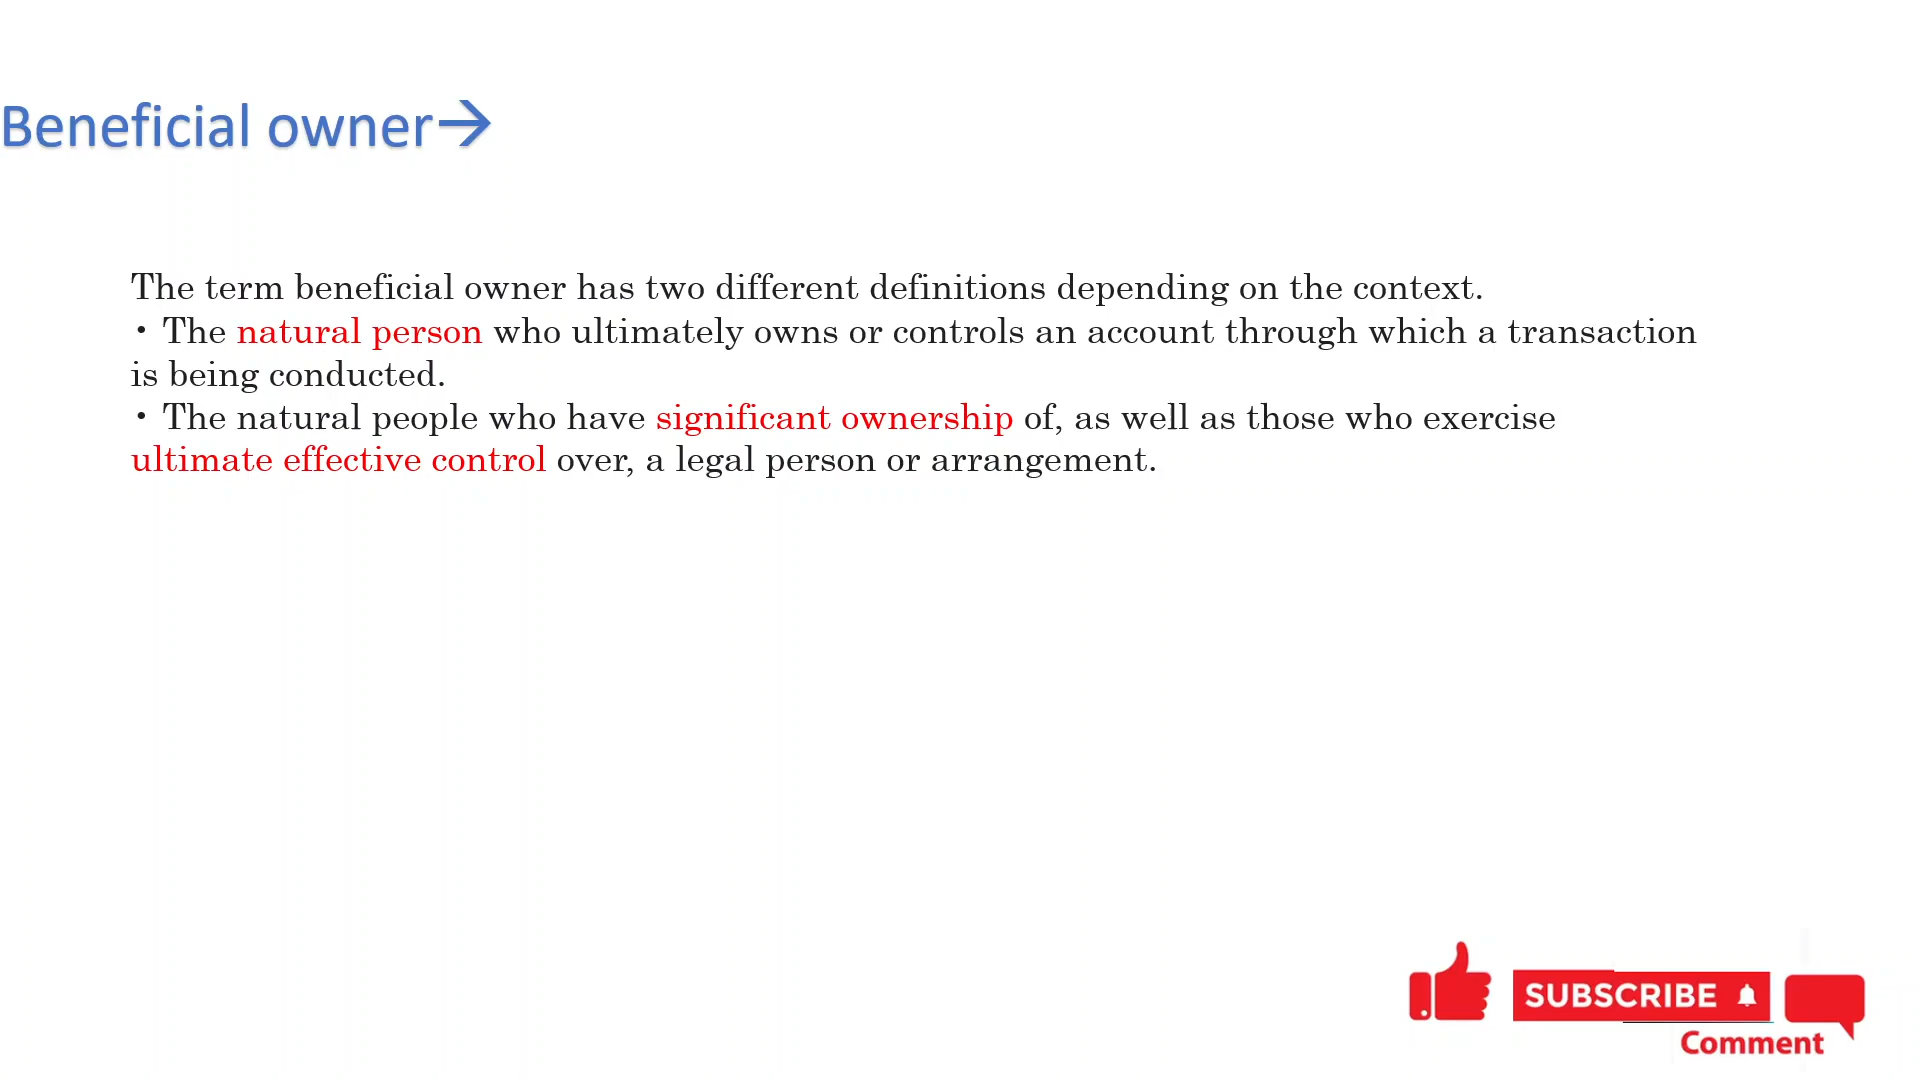 Beneficial owner→
The term beneficial owner has two different definitions depending on the context.
• The natural person who ultimately owns or controls an account through which a transaction
is being conducted.
• The natural people who have significant ownership of, as well as those who exercise
ultimate effective control over, a legal person or arrangement.
SUBSCRIBE
Comment